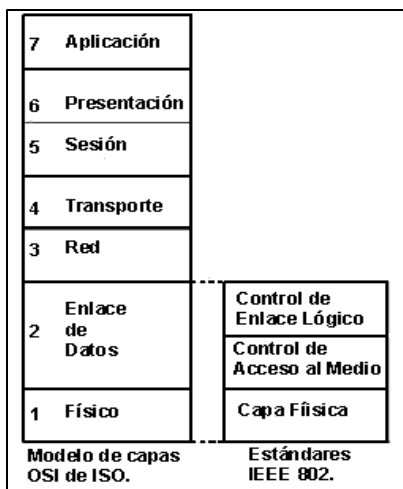 7 Aplicación
6 Presentación
5 Sesión
4 Transporte
3 Red
2 Enlace
de
Datos
1 Físico
Modelo de capas
OSI de ISO.
Control de
Enlace Lógico
Control de
Acceso al Medio
Capa Fíisica
Estándares
IEEE 802.